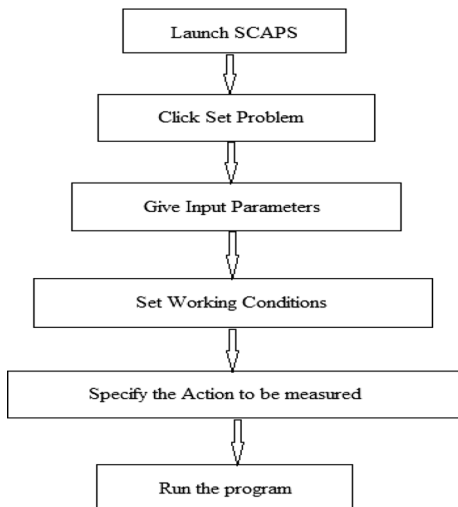 Launch SCAPS
Click Set Problem
Give Input Parameters
Set Working Conditions
Specify the Action to be measured
Run the program